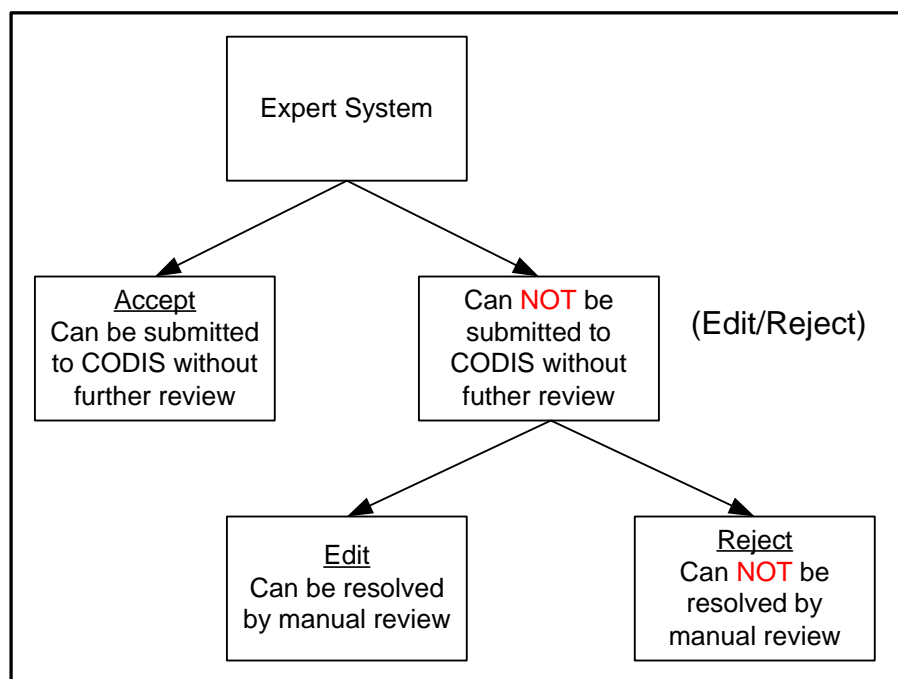 Expert System
Accept
Can be submitted
to CODIS without
further review
Can NOT be
submitted to
CODIS without
futher review
(Edit/Reject)
Edit
Can be resolved
by manual review
Reject
Can NOT be
resolved by
manual review